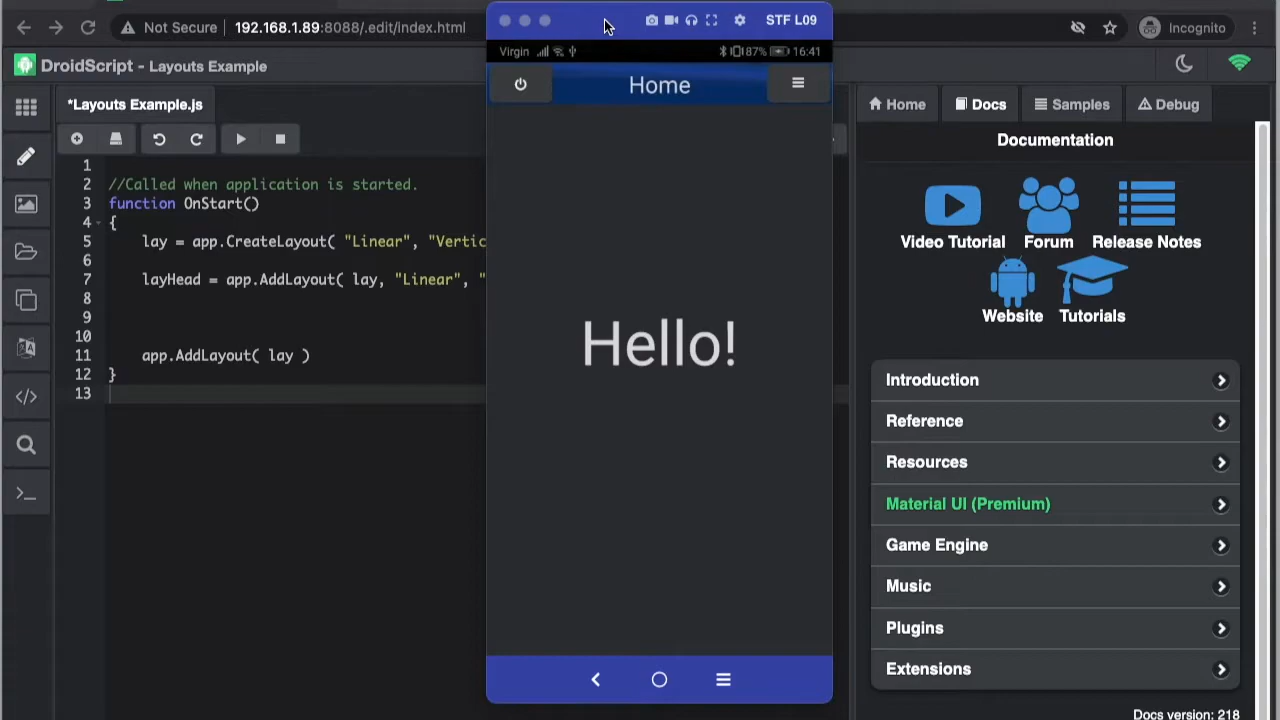 Not Secure 192.168.1.89:8088/.edit/index.html
STF L09
Incognito
DroidScript - Layouts Example
Virgin 87% 16:41
*Layouts Example.js
Home
Home Docs Samples Debug
1
2 //Called when application is started.
3 function OnStart()
4 {
5 lay = app.CreateLayout( "Linear", "Vertic
6
7 layHead = app.AddLayout( lay, "Linear", "
8
9
10
11 app.AddLayout( lay )
12 }
13
Hello!
Documentation
Video Tutorial Forum Release Notes
Website Tutorials
Introduction
Reference
Resources
Material UI (Premium)
Game Engine
Music
Plugins
Extensions
Docs version: 218